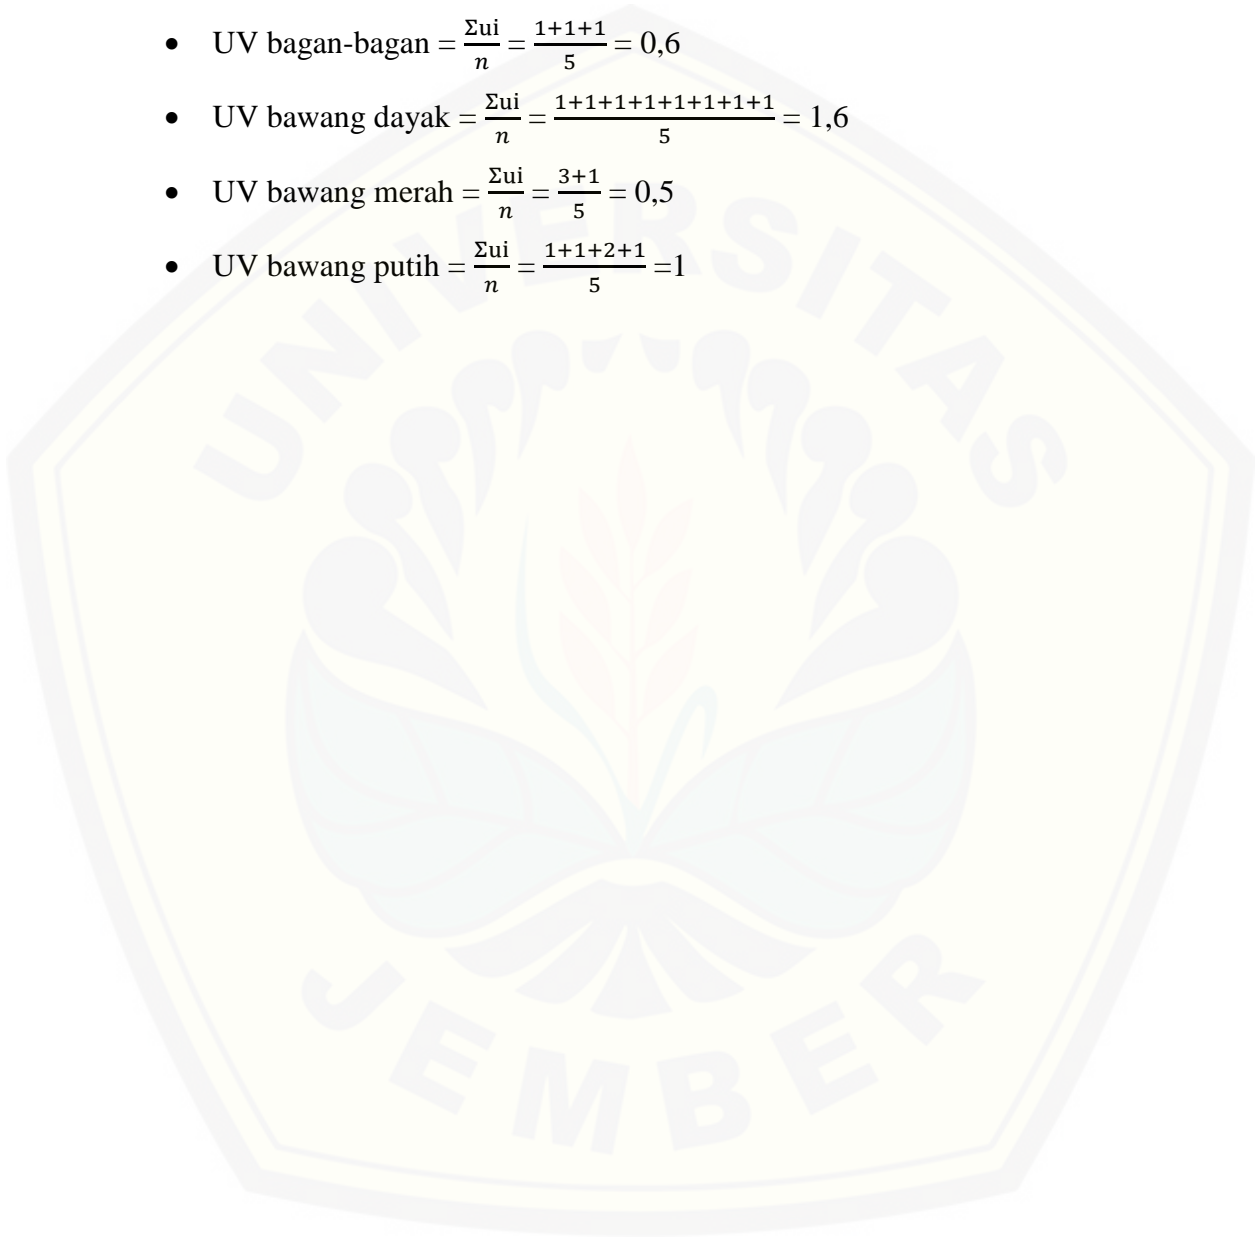 • UV bagan-bagan = Σui/n = 1+1+1/5 = 0,6
• UV bawang dayak = Σui/n = 1+1+1+1+1+1+1+1/5 = 1,6
• UV bawang merah = Σui/n = 3+1/5 = 0,5
• UV bawang putih = Σui/n = 1+1+2+1/5 =1
UNIVERSITAS
JEMBER